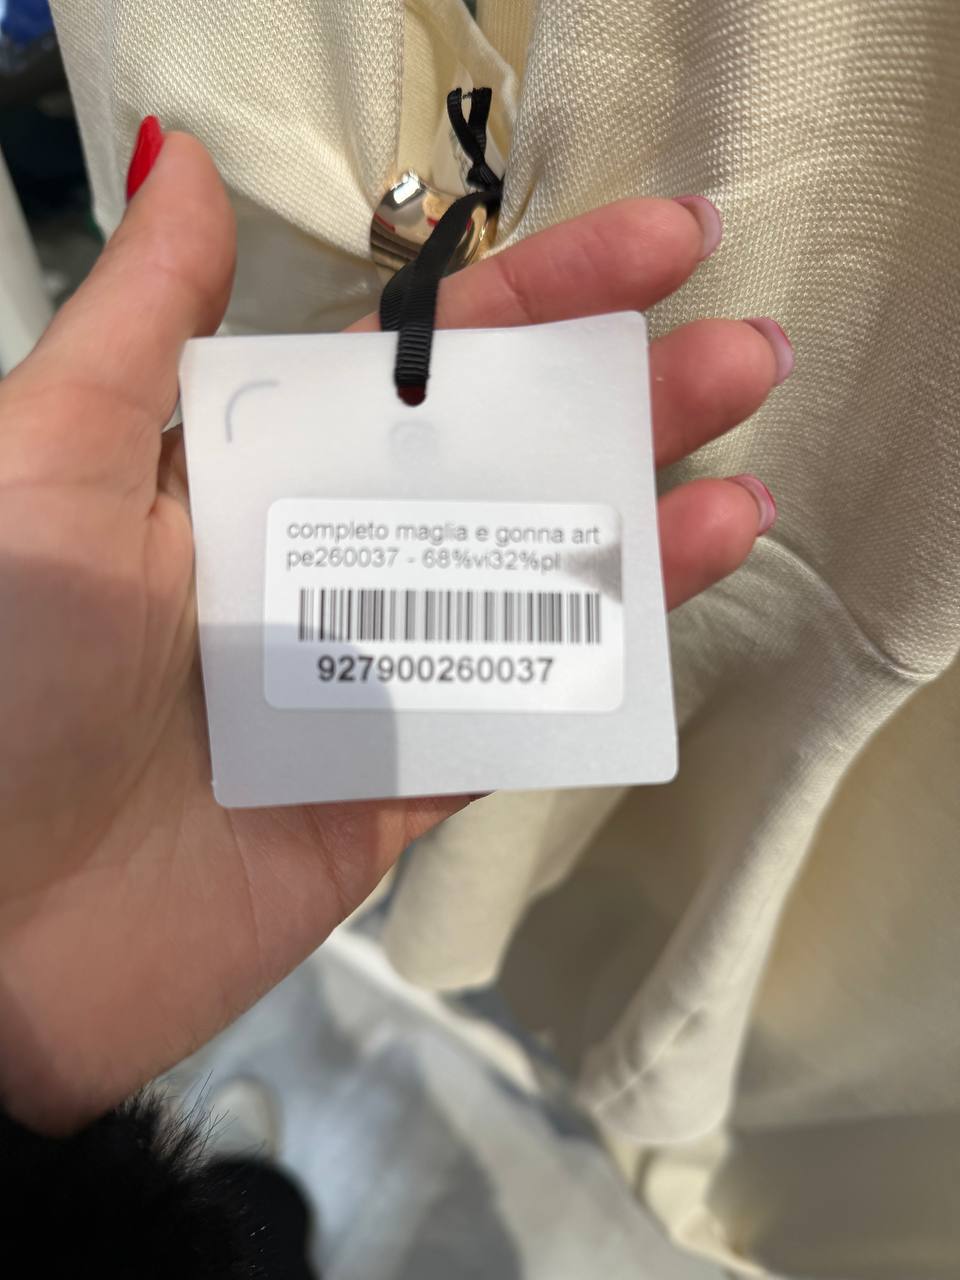 completo maglia e gonna art
pe260037 - 68%vi32%pl
927900260037